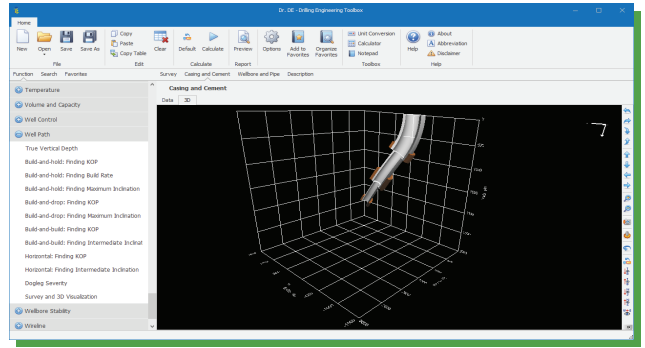 Dr. DE - Drilling Engineering Toolbox
Home
New
Open
Save
Save As
File
Copy
Paste
Copy Table
Clear
Edit
Default
Calculate
Calculate
Preview
Report
Options
Add to Favorites
Organize Favorites
Unit Conversion
Calculator
Notepad
Toolbox
Help
About
Abbreviation
Disclaimer
Help
Function Search Favorites
Survey Casing and Cement Wellbore and Pipe Description
Temperature
Volume and Capacity
Well Control
Well Path
True Vertical Depth
Build-and-hold: Finding KOP
Build-and-hold: Finding Build Rate
Build-and-hold: Finding Maximum Inclination
Build-and-drop: Finding KOP
Build-and-drop: Finding Maximum Inclination
Build-and-build: Finding KOP
Build-and-build: Finding Intermediate Inclinat
Horizontal: Finding KOP
Horizontal: Finding Intermediate Inclination
Dogleg Severity
Survey and 3D Visualization
Wellbore Stability
Wireline
Casing and Cement
Data 3D